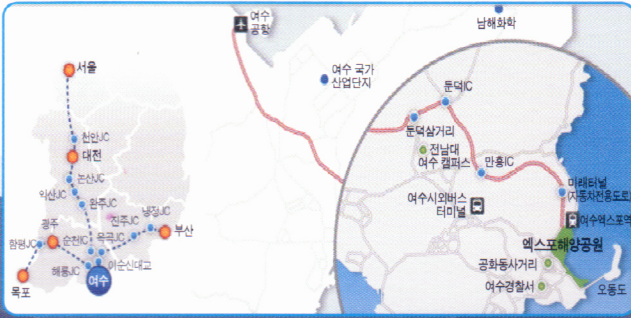 여수
공항
남해화학
여수 국가
산업단지
서울
천안JC
대전
논산JC
익산JC
완주JC
광주
함평JC
순천IC
옥곡JC
진주JC
냉정JC
부산
목포
해룡JC
이순신대교
여수
둔덕IC
둔덕삼거리
전남대
여수 캠퍼스
만흥IC
여수시외버스
터미널
미래터널
(자동차전용도로)
여수엑스포역
엑스포해양공원
공화동사거리
여수경찰서
오동도